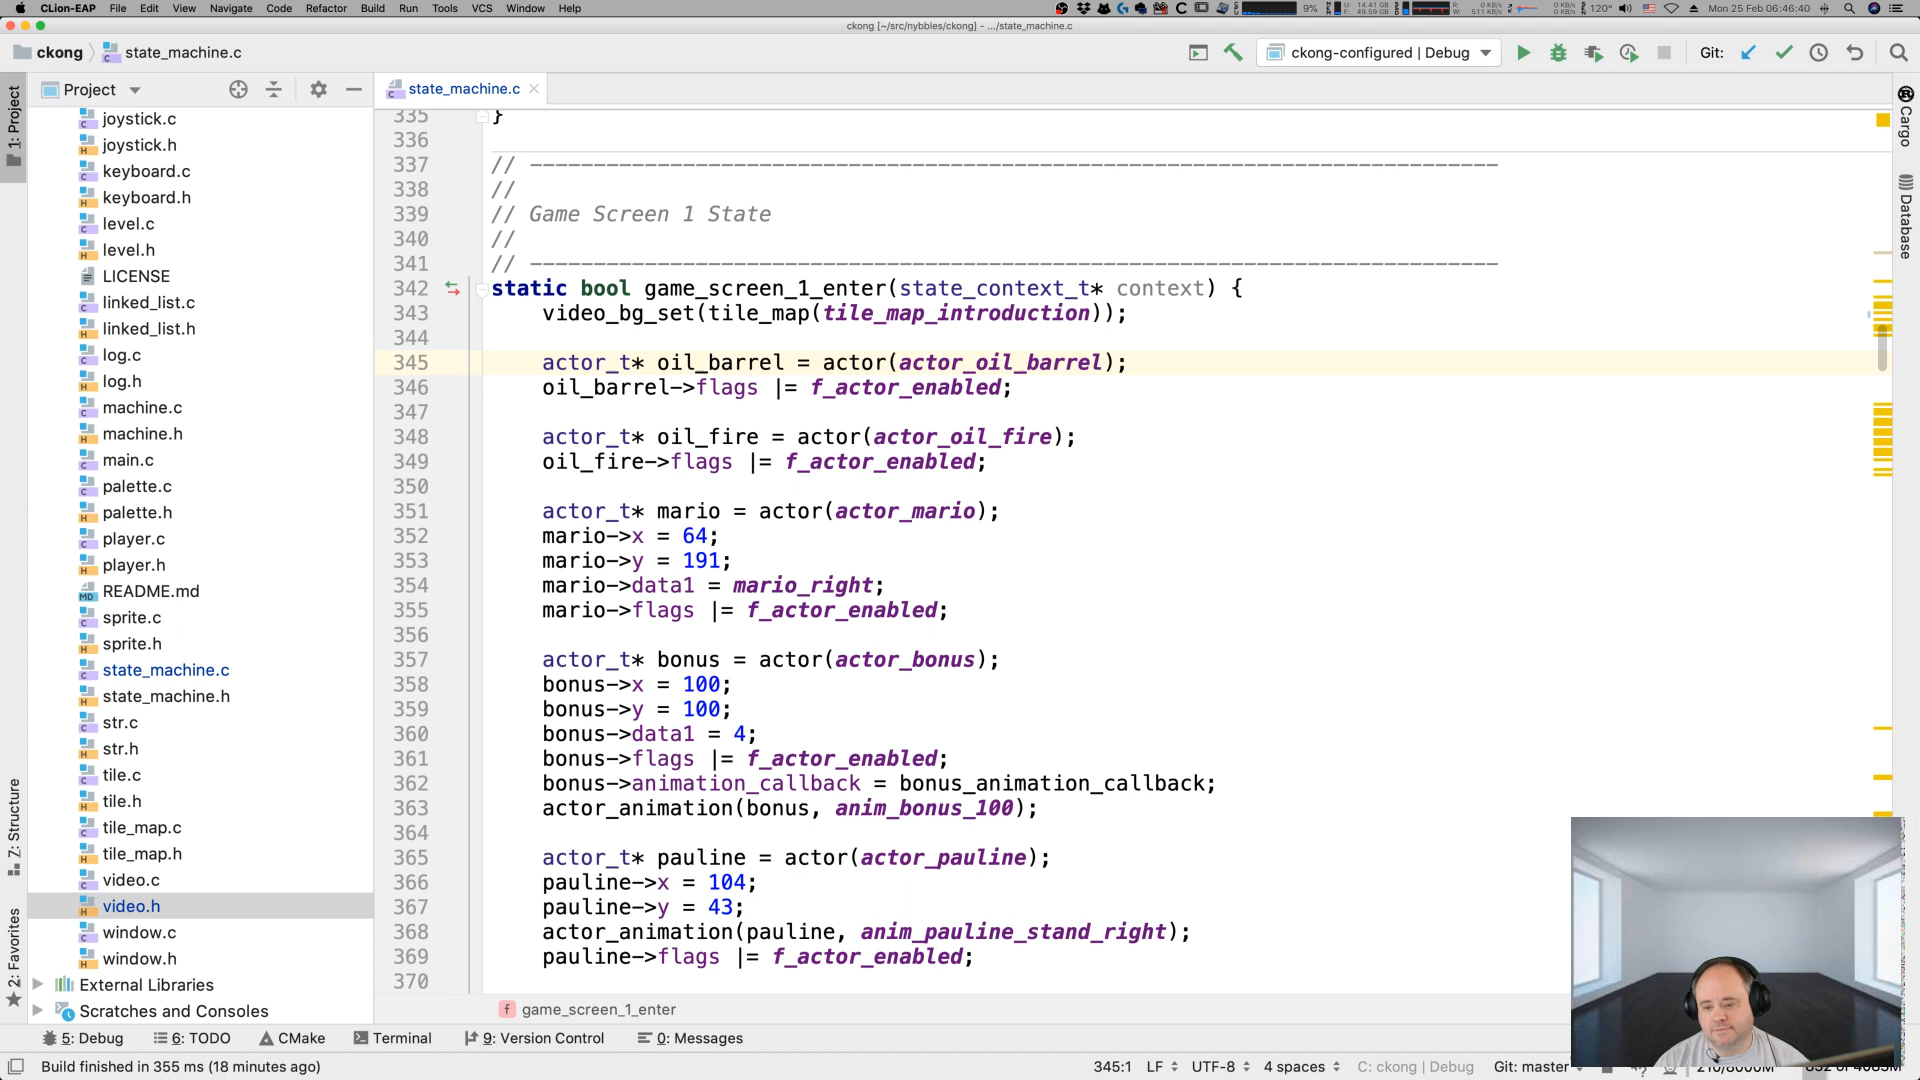 CLion-EAP File Edit View Navigate Code Refactor Build Run Tools VCS Window Help 9% 120° Mon 25 Feb 06:46:40
ckong [~/src/nybbles/ckong] - .../state_machine.c
ckong state_machine.c ckong-configured | Debug Git:
1: Project
Project
state_machine.c
Cargo
Database
joystick.c
joystick.h
keyboard.c
keyboard.h
level.c
level.h
LICENSE
linked_list.c
linked_list.h
log.c
log.h
machine.c
machine.h
main.c
palette.c
palette.h
player.c
player.h
README.md
sprite.c
sprite.h
state_machine.c
state_machine.h
str.c
str.h
tile.c
tile.h
tile_map.c
tile_map.h
video.c
video.h
window.c
window.h
External Libraries
Scratches and Consoles
Z: Structure
2: Favorites
335 }
336
337 // ---------------------------------------------------------------------------
338 //
339 // Game Screen 1 State
340 //
341 // ---------------------------------------------------------------------------
342 static bool game_screen_1_enter(state_context_t* context) {
343 video_bg_set(tile_map(tile_map_introduction));
344
345 actor_t* oil_barrel = actor(actor_oil_barrel);
346 oil_barrel->flags |= f_actor_enabled;
347
348 actor_t* oil_fire = actor(actor_oil_fire);
349 oil_fire->flags |= f_actor_enabled;
350
351 actor_t* mario = actor(actor_mario);
352 mario->x = 64;
353 mario->y = 191;
354 mario->data1 = mario_right;
355 mario->flags |= f_actor_enabled;
356
357 actor_t* bonus = actor(actor_bonus);
358 bonus->x = 100;
359 bonus->y = 100;
360 bonus->data1 = 4;
361 bonus->flags |= f_actor_enabled;
362 bonus->animation_callback = bonus_animation_callback;
363 actor_animation(bonus, anim_bonus_100);
364
365 actor_t* pauline = actor(actor_pauline);
366 pauline->x = 104;
367 pauline->y = 43;
368 actor_animation(pauline, anim_pauline_stand_right);
369 pauline->flags |= f_actor_enabled;
370
f game_screen_1_enter
5: Debug 6: TODO CMake Terminal 9: Version Control 0: Messages
Build finished in 355 ms (18 minutes ago) 345:1 LF UTF-8 4 spaces C: ckong | Debug Git: master